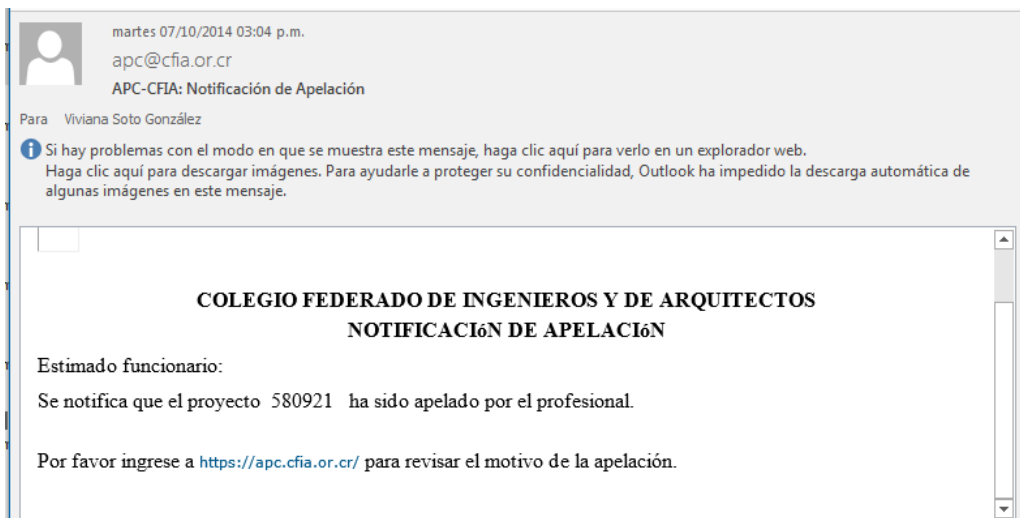 martes 07/10/2014 03:04 p.m.
apc@cfia.or.cr
APC-CFIA: Notificación de Apelación
Para Viviana Soto González
Si hay problemas con el modo en que se muestra este mensaje, haga clic aquí para verlo en un explorador web.
Haga clic aquí para descargar imágenes. Para ayudarle a proteger su confidencialidad, Outlook ha impedido la descarga automática de
algunas imágenes en este mensaje.
COLEGIO FEDERADO DE INGENIEROS Y DE ARQUITECTOS
NOTIFICACIóN DE APELACIóN
Estimado funcionario:
Se notifica que el proyecto 580921 ha sido apelado por el profesional.
Por favor ingrese a https://apc.cfia.or.cr/ para revisar el motivo de la apelación.